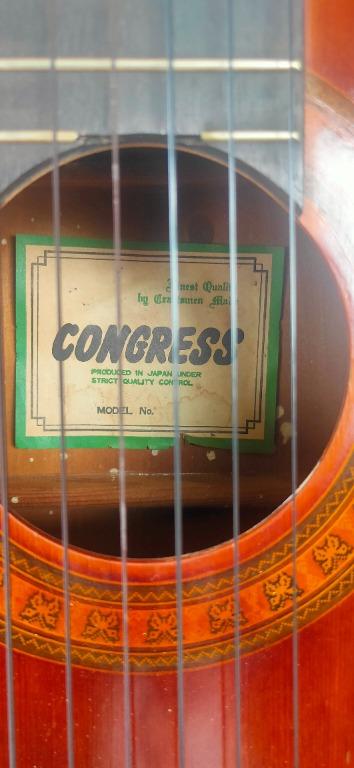 Finest Quality
by Craftsmen Made
CONGRESS
PRODUCED IN JAPAN UNDER
STRICT QUALITY CONTROL
MODEL No.